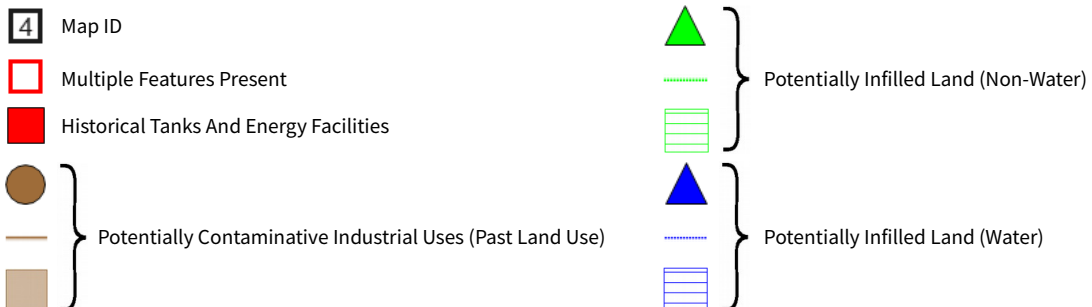 4 Map ID
Multiple Features Present
Historical Tanks And Energy Facilities
Potentially Contaminative Industrial Uses (Past Land Use)
Potentially Infilled Land (Non-Water)
Potentially Infilled Land (Water)